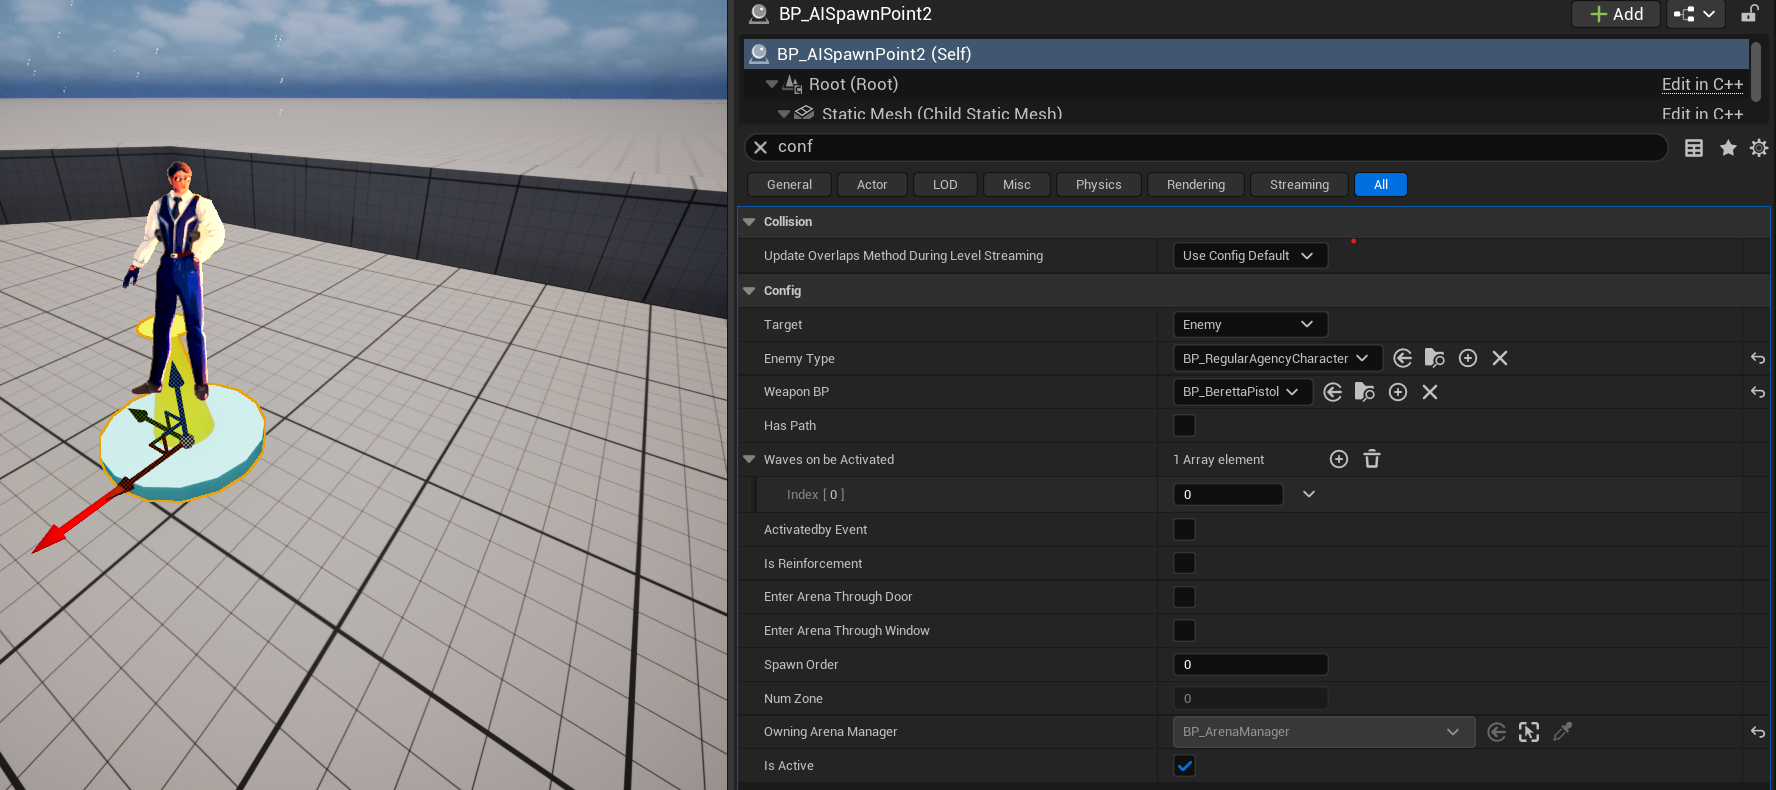 BP_AISpawnPoint2
Add
BP_AISpawnPoint2 (Self)
Root (Root) Edit in C++
Static Mesh (Child Static Mesh) Edit in C++
conf
General Actor LOD Misc Physics Rendering Streaming All
Collision
Update Overlaps Method During Level Streaming Use Config Default
Config
Target Enemy
Enemy Type BP_RegularAgencyCharacter
Weapon BP BP_BerettaPistol
Has Path
Waves on be Activated 1 Array element
Index [ 0 ] 0
Activatedby Event
Is Reinforcement
Enter Arena Through Door
Enter Arena Through Window
Spawn Order 0
Num Zone 0
Owning Arena Manager BP_ArenaManager
Is Active